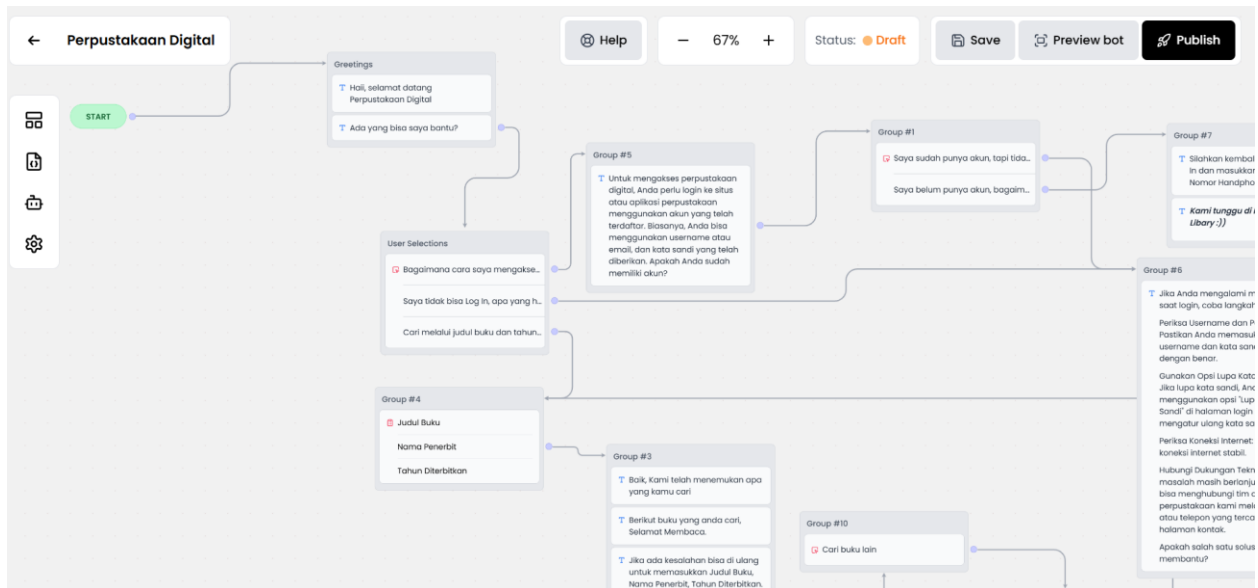 Perpustakaan Digital
Help
67%
Status: Draft
Save
Preview bot
Publish
START
Greetings
Haii, selamat datang
Perpustakaan Digital
Ada yang bisa saya bantu?
User Selections
Bagaimana cara saya mengakse...
Saya tidak bisa Log In, apa yang h...
Cari melalui judul buku dan tahun...
Group #5
Untuk mengakses perpustakaan
digital, Anda perlu login ke situs
atau aplikasi perpustakaan
menggunakan akun yang telah
terdaftar. Biasanya, Anda bisa
menggunakan username atau
email, dan kata sandi yang telah
diberikan. Apakah Anda sudah
memiliki akun?
Group #1
Saya sudah punya akun, tapi tida...
Saya belum punya akun, bagaim...
Group #7
Silahkan kembal
In dan masukkan
Nomor Handpho
Kami tunggu di
Libary :))
Group #6
Jika Anda mengalami m
saat login, coba langkah
Periksa Username dan P
Pastikan Anda memasuk
username dan kata sand
dengan benar.
Gunakan Opsi Lupa Kata
Jika lupa kata sandi, And
menggunakan opsi "Lup
Sandi" di halaman login
mengatur ulang kata sa
Periksa Koneksi Internet:
koneksi internet stabil.
Hubungi Dukungan Tekn
masalah masih berlanju
bisa menghubungi tim d
perpustakaan kami mela
atau telepon yang terca
halaman kontak.
Apakah salah satu solus
membantu?
Group #4
Judul Buku
Nama Penerbit
Tahun Diterbitkan
Group #3
Baik, Kami telah menemukan apa
yang kamu cari
Berikut buku yang anda cari,
Selamat Membaca.
Jika ada kesalahan bisa di ulang
untuk memasukkan Judul Buku,
Nama Penerbit, Tahun Diterbitkan.
Group #10
Cari buku lain